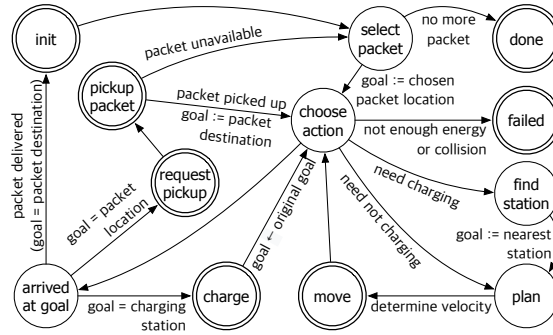 init
packet unavailable
select
packet
no more
packet
done
pickup
packet
goal := chosen
packet location
packet picked up
goal := packet
destination
choose
action
not enough energy
or collision
failed
packet delivered
(goal = packet destination)
request
pickup
goal = packet
location
goal ← original goal
need not charging
need charging
find
station
goal := nearest
station
arrived
at goal
goal = charging
station
charge
move
determine velocity
plan